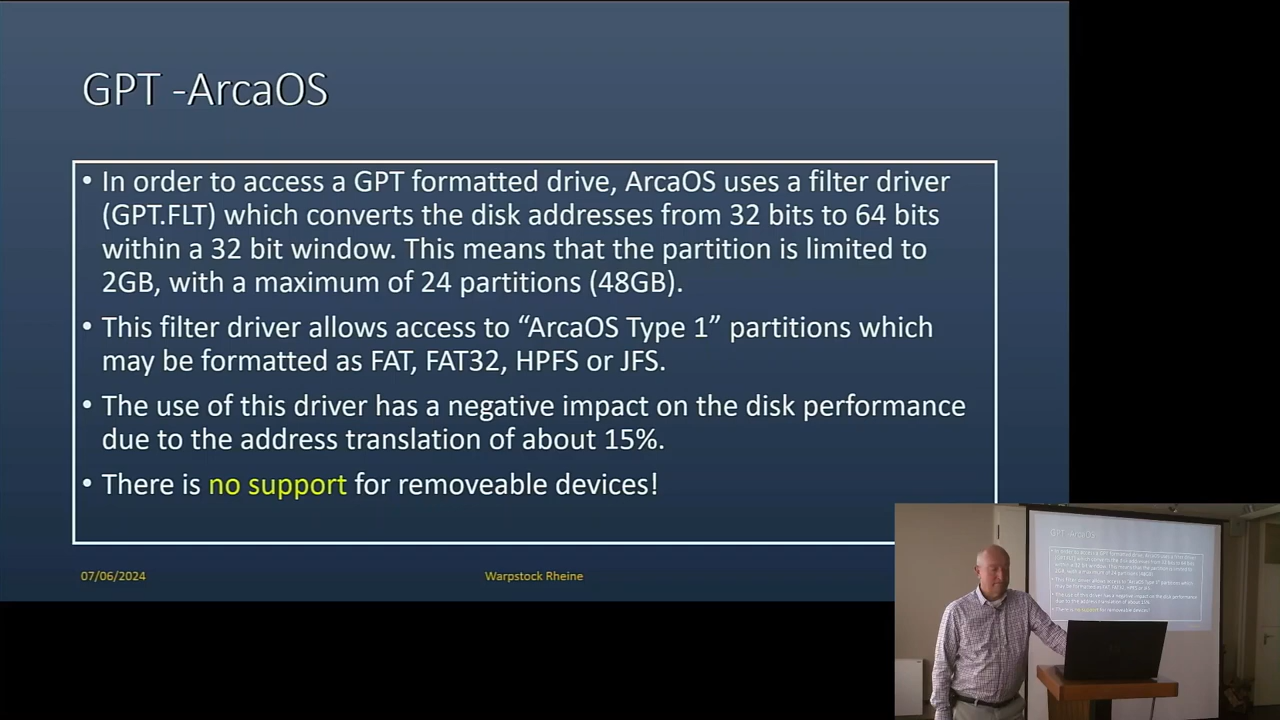 GPT -ArcaOS
• In order to access a GPT formatted drive, ArcaOS uses a filter driver
(GPT.FLT) which converts the disk addresses from 32 bits to 64 bits
within a 32 bit window. This means that the partition is limited to
2GB, with a maximum of 24 partitions (48GB).
• This filter driver allows access to “ArcaOS Type 1” partitions which
may be formatted as FAT, FAT32, HPFS or JFS.
• The use of this driver has a negative impact on the disk performance
due to the address translation of about 15%.
• There is no support for removeable devices!
07/06/2024
Warpstock Rheine